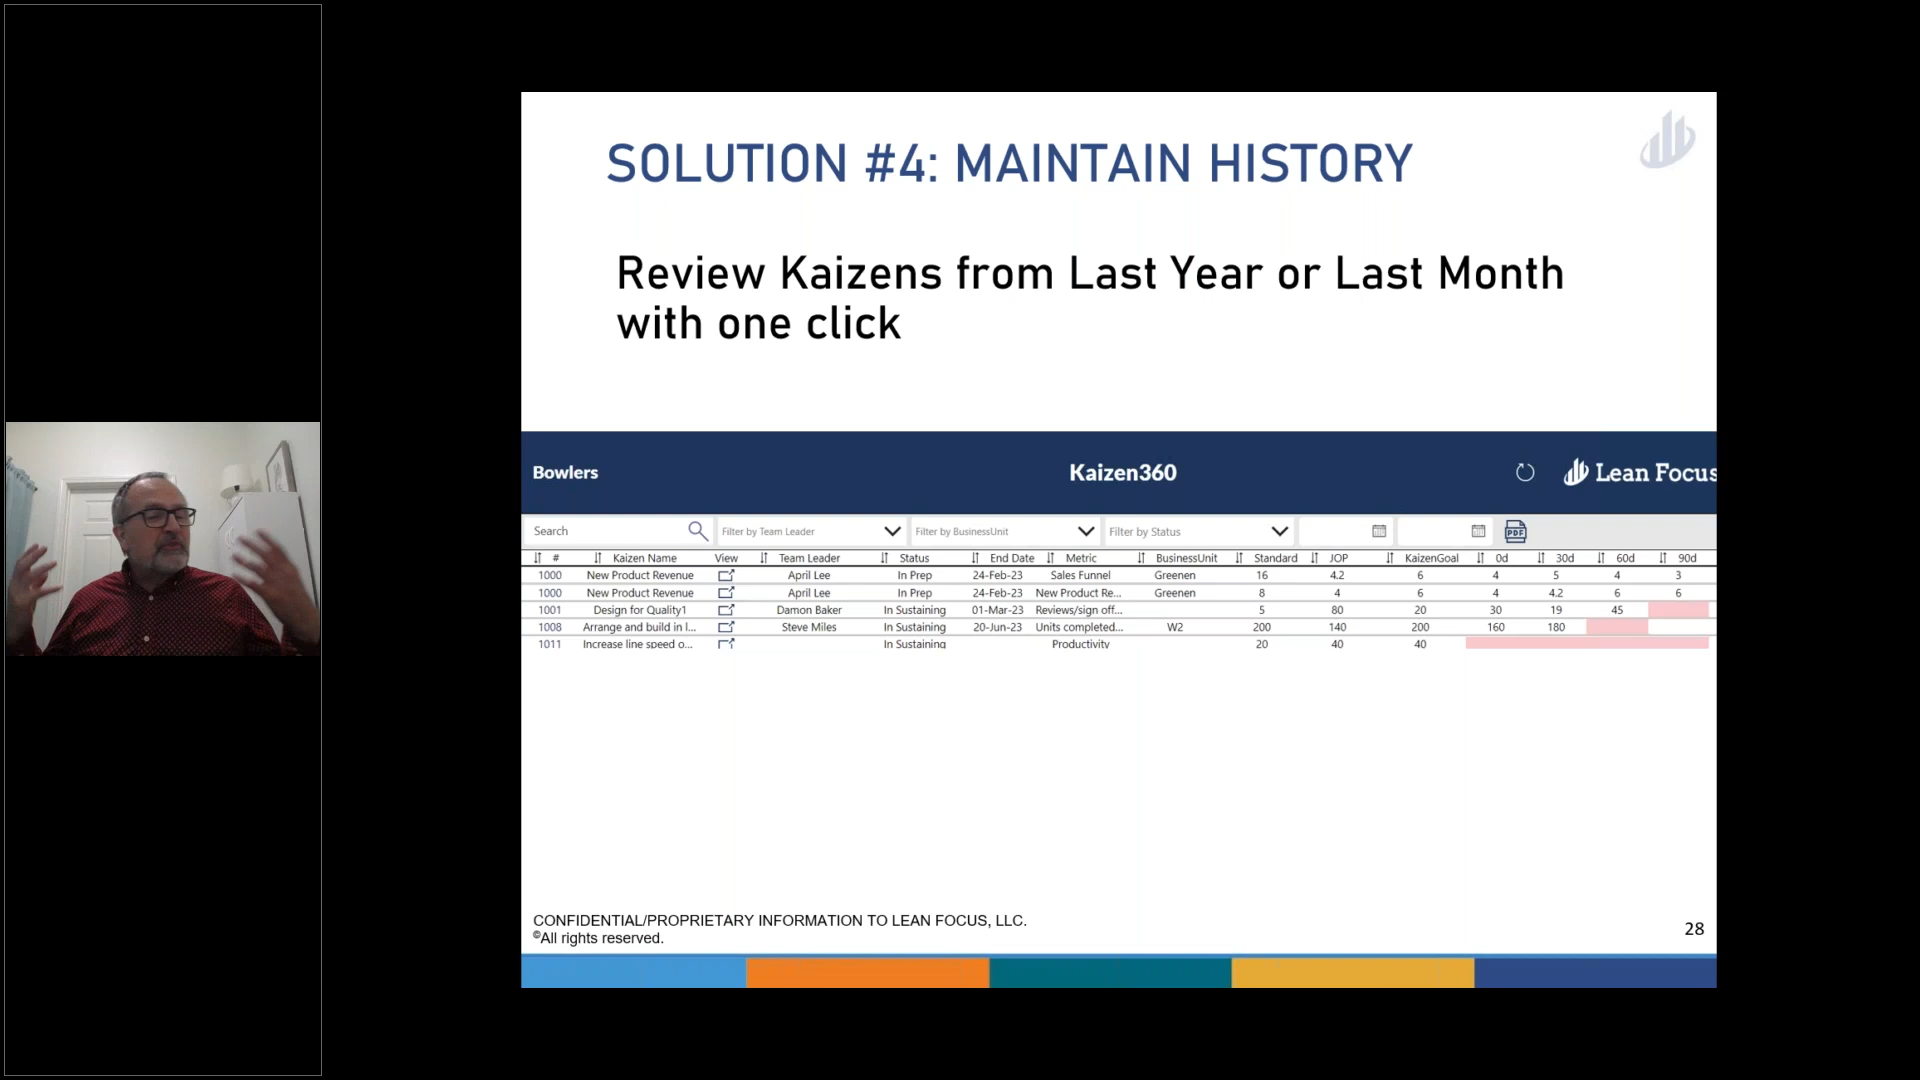 SOLUTION #4: MAINTAIN HISTORY
Review Kaizens from Last Year or Last Month
with one click
Bowlers Kaizen360 Lean Focus
Search Filter by Team Leader Filter by BusinessUnit Filter by Status PDF
# Kaizen Name View Team Leader Status End Date Metric BusinessUnit Standard JOP KaizenGoal 0d 30d 60d 90d
1000 New Product Revenue April Lee In Prep 24-Feb-23 Sales Funnel Greenen 16 4.2 6 4 5 4 3
1000 New Product Revenue April Lee In Prep 24-Feb-23 New Product Re... Greenen 8 4 6 4 4.2 6 6
1001 Design for Quality1 Damon Baker In Sustaining 01-Mar-23 Reviews/sign off... 5 80 20 30 19 45
1008 Arrange and build in l... Steve Miles In Sustaining 20-Jun-23 Units completed... W2 200 140 200 160 180
1011 Increase line speed o... In Sustaining Productivity 20 40 40
CONFIDENTIAL/PROPRIETARY INFORMATION TO LEAN FOCUS, LLC.
©All rights reserved.
28